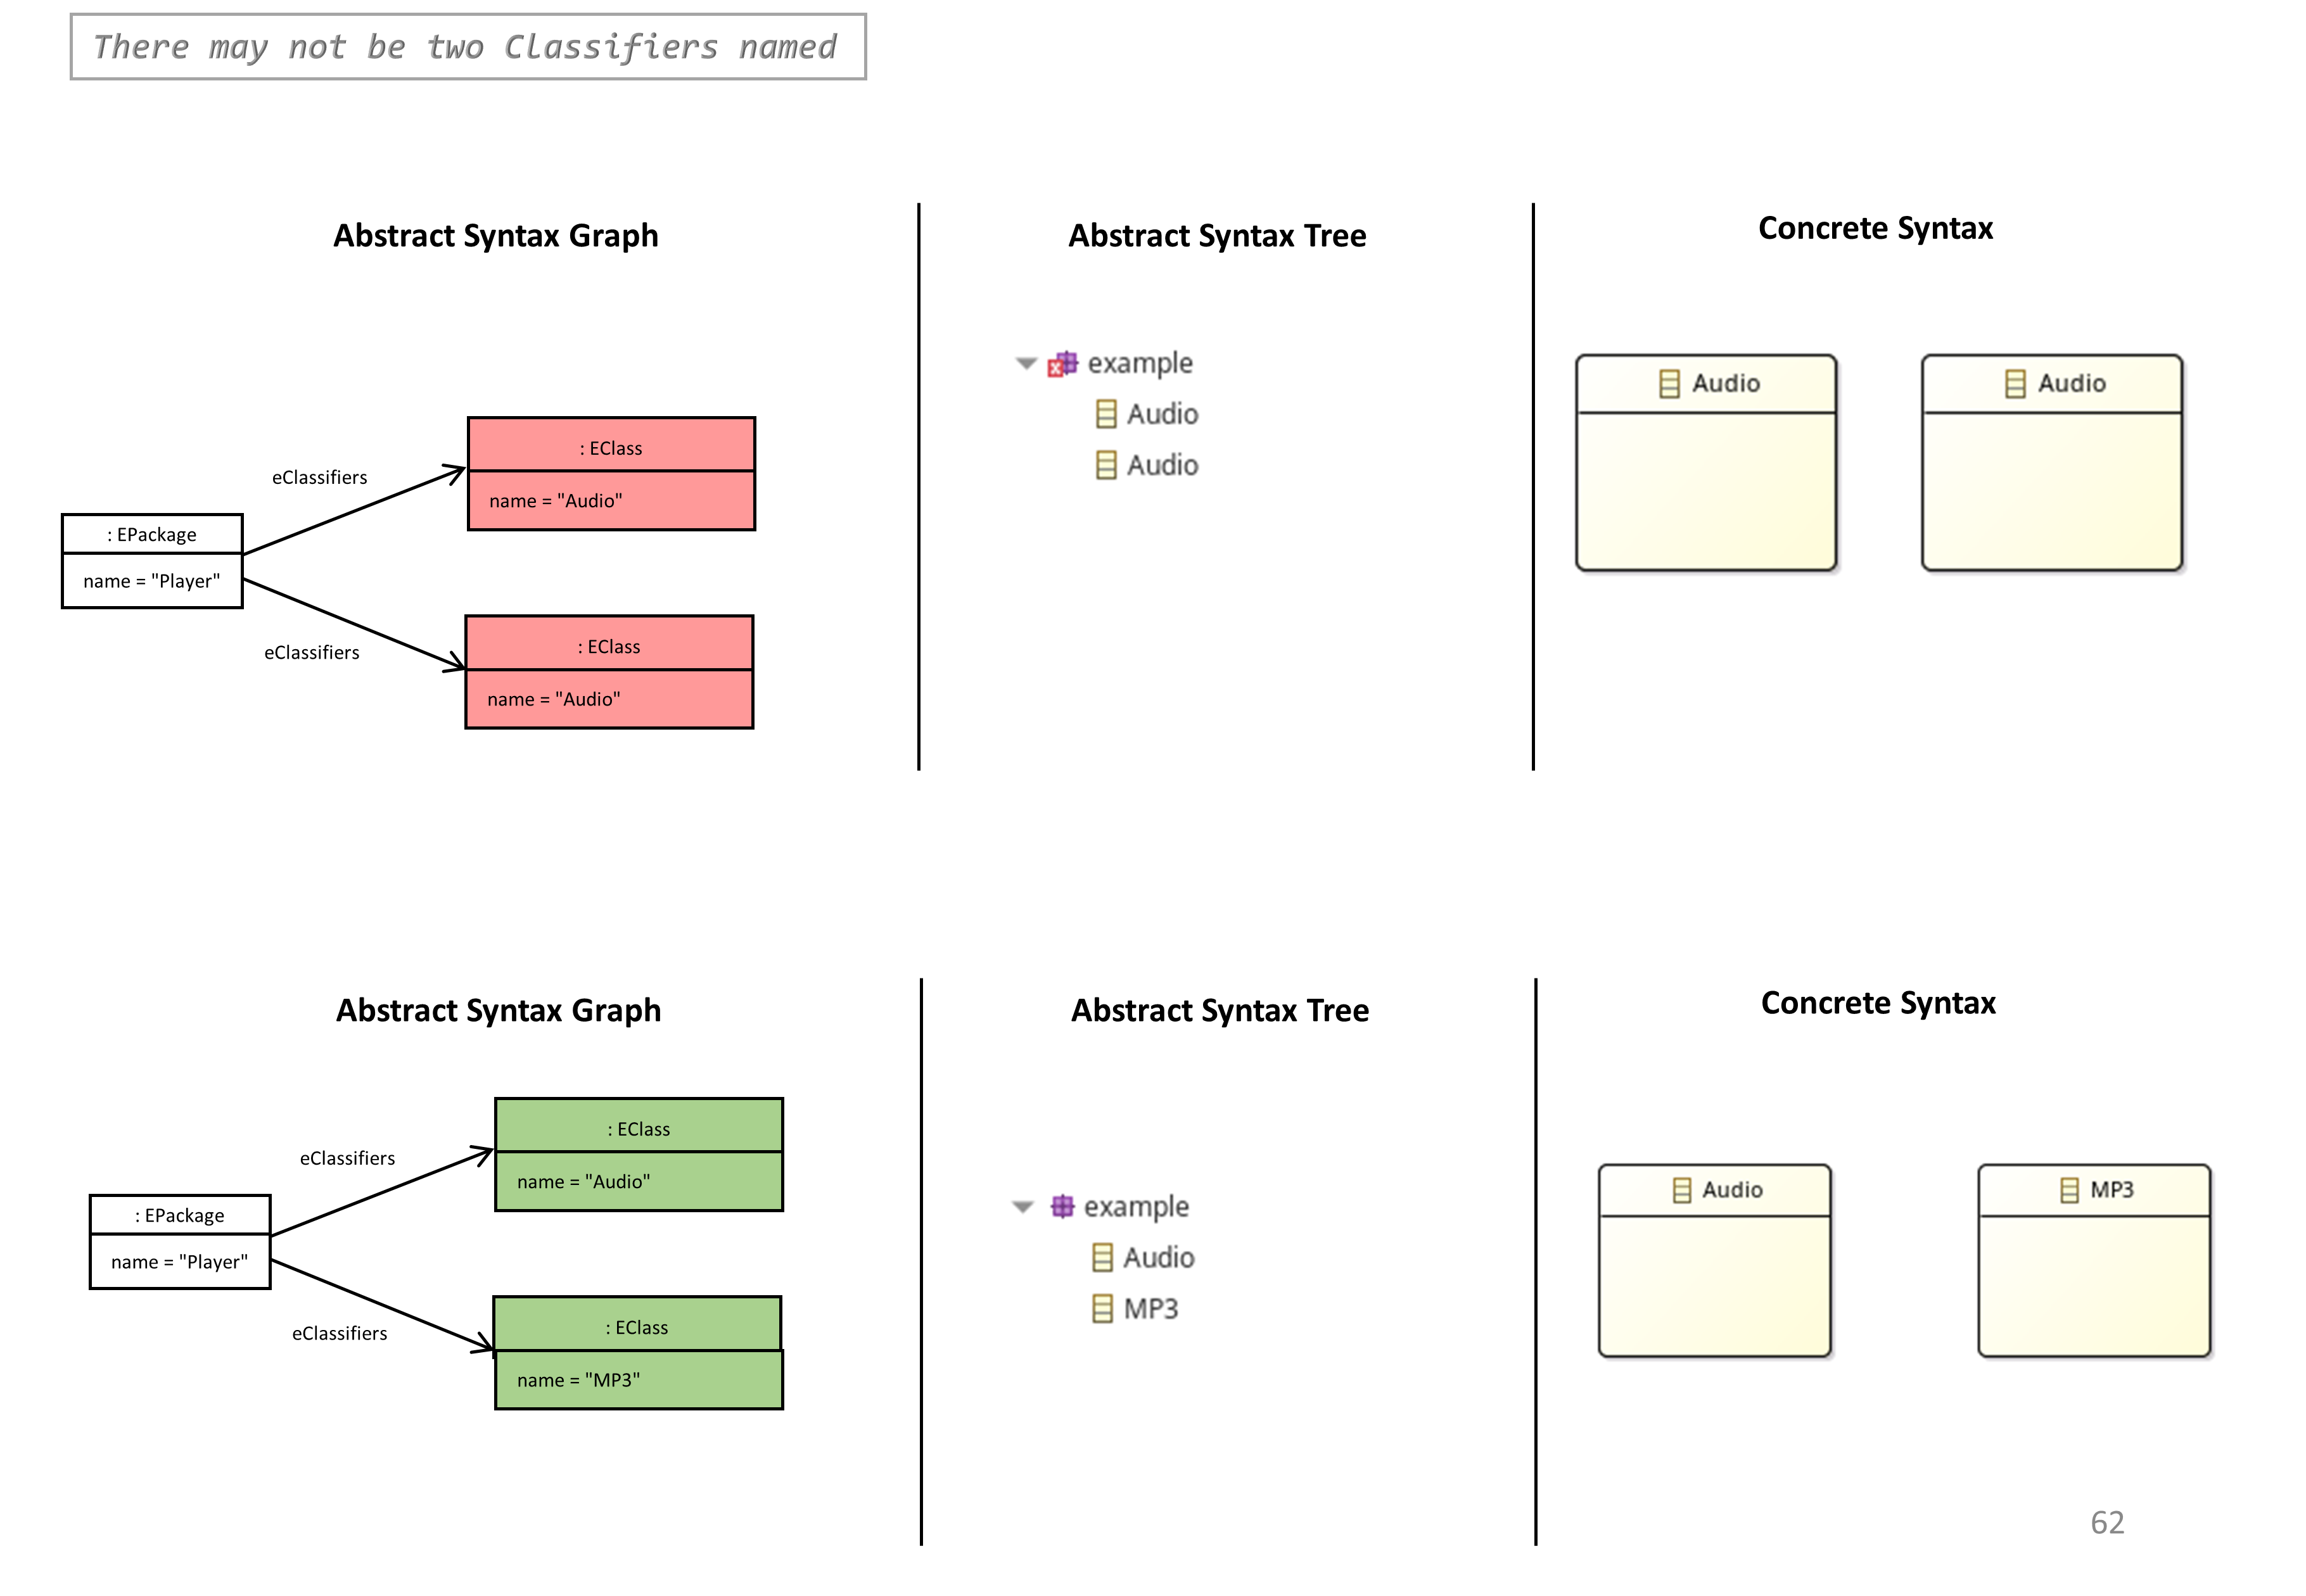 There may not be two Classifiers named
Abstract Syntax Graph
Abstract Syntax Tree
Concrete Syntax
eClassifiers
: EClass
name = "Audio"
: EPackage
name = "Player"
eClassifiers
: EClass
name = "Audio"
example
Audio
Audio
Audio
Audio
Abstract Syntax Graph
Abstract Syntax Tree
Concrete Syntax
eClassifiers
: EClass
name = "Audio"
: EPackage
name = "Player"
eClassifiers
: EClass
name = "MP3"
example
Audio
MP3
Audio
MP3
62